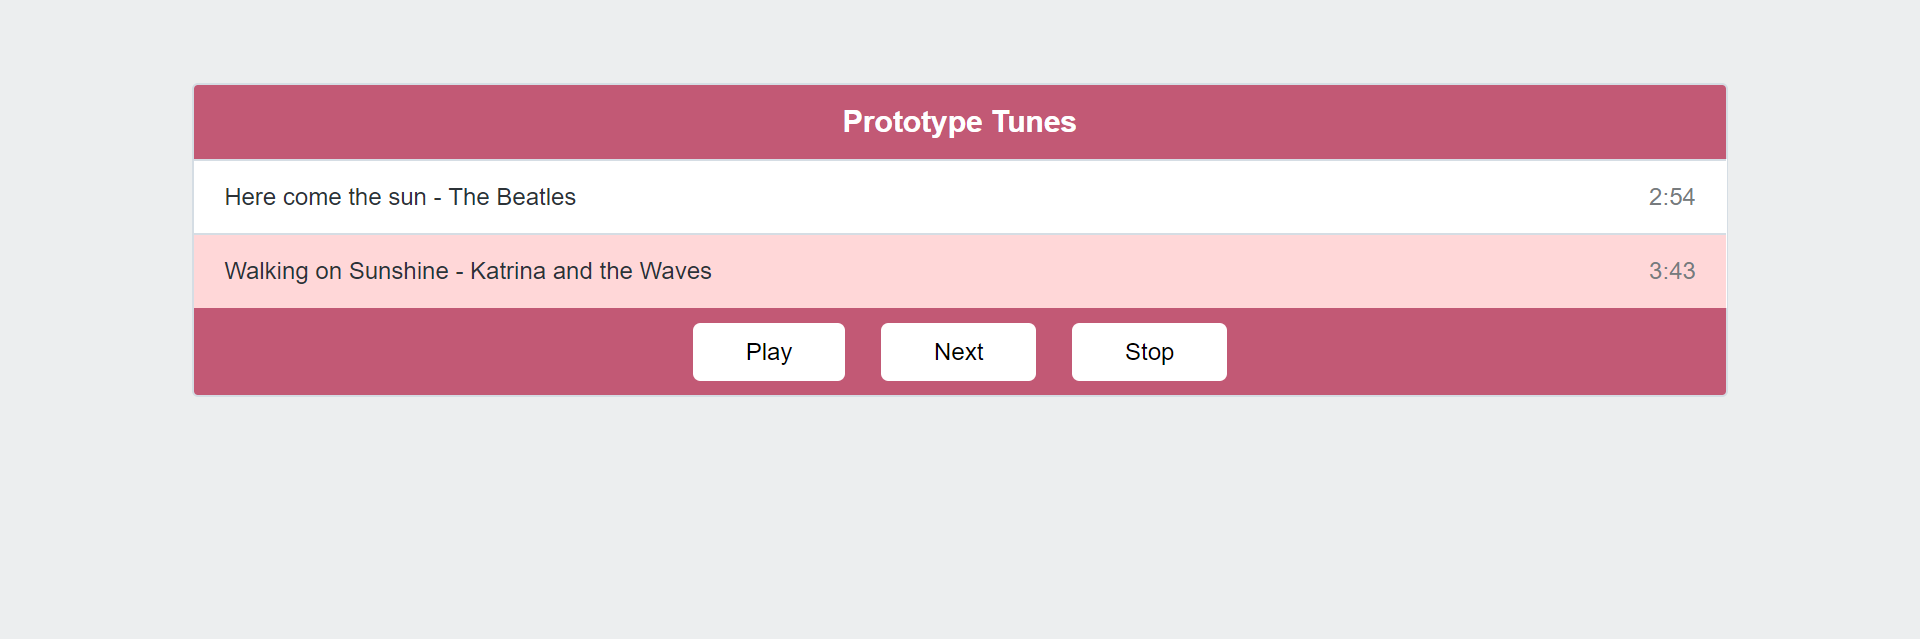 Prototype Tunes
Here come the sun - The Beatles 2:54
Walking on Sunshine - Katrina and the Waves 3:43
Play Next Stop